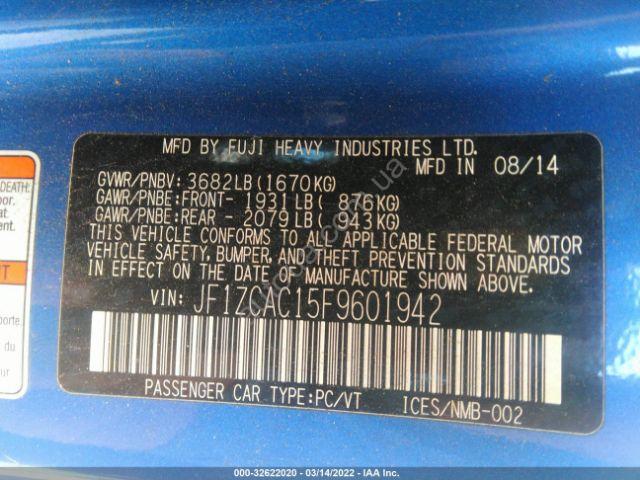 MFD BY FUJI HEAVY INDUSTRIES LTD.
MFD IN 08/14
GVWR/PNBV: 3682LB(1670KG)
GAWR/PNBE:FRONT- 1931LB( 876KG)
GAWR/PNBE:REAR - 2079LB( 943KG)
THIS VEHICLE CONFORMS TO ALL APPLICABLE FEDERAL MOTOR
VEHICLE SAFETY, BUMPER, AND THEFT PREVENTION STANDARDS
IN EFFECT ON THE DATE OF MANUFACTURE SHOWN ABOVE.
VIN: JF1ZCAC15F9601942
PASSENGER CAR TYPE:PC/VT ICES/NMB-002
DEATH:
porte.
du
000-32622020 - 03/14/2022 - IAA Inc.